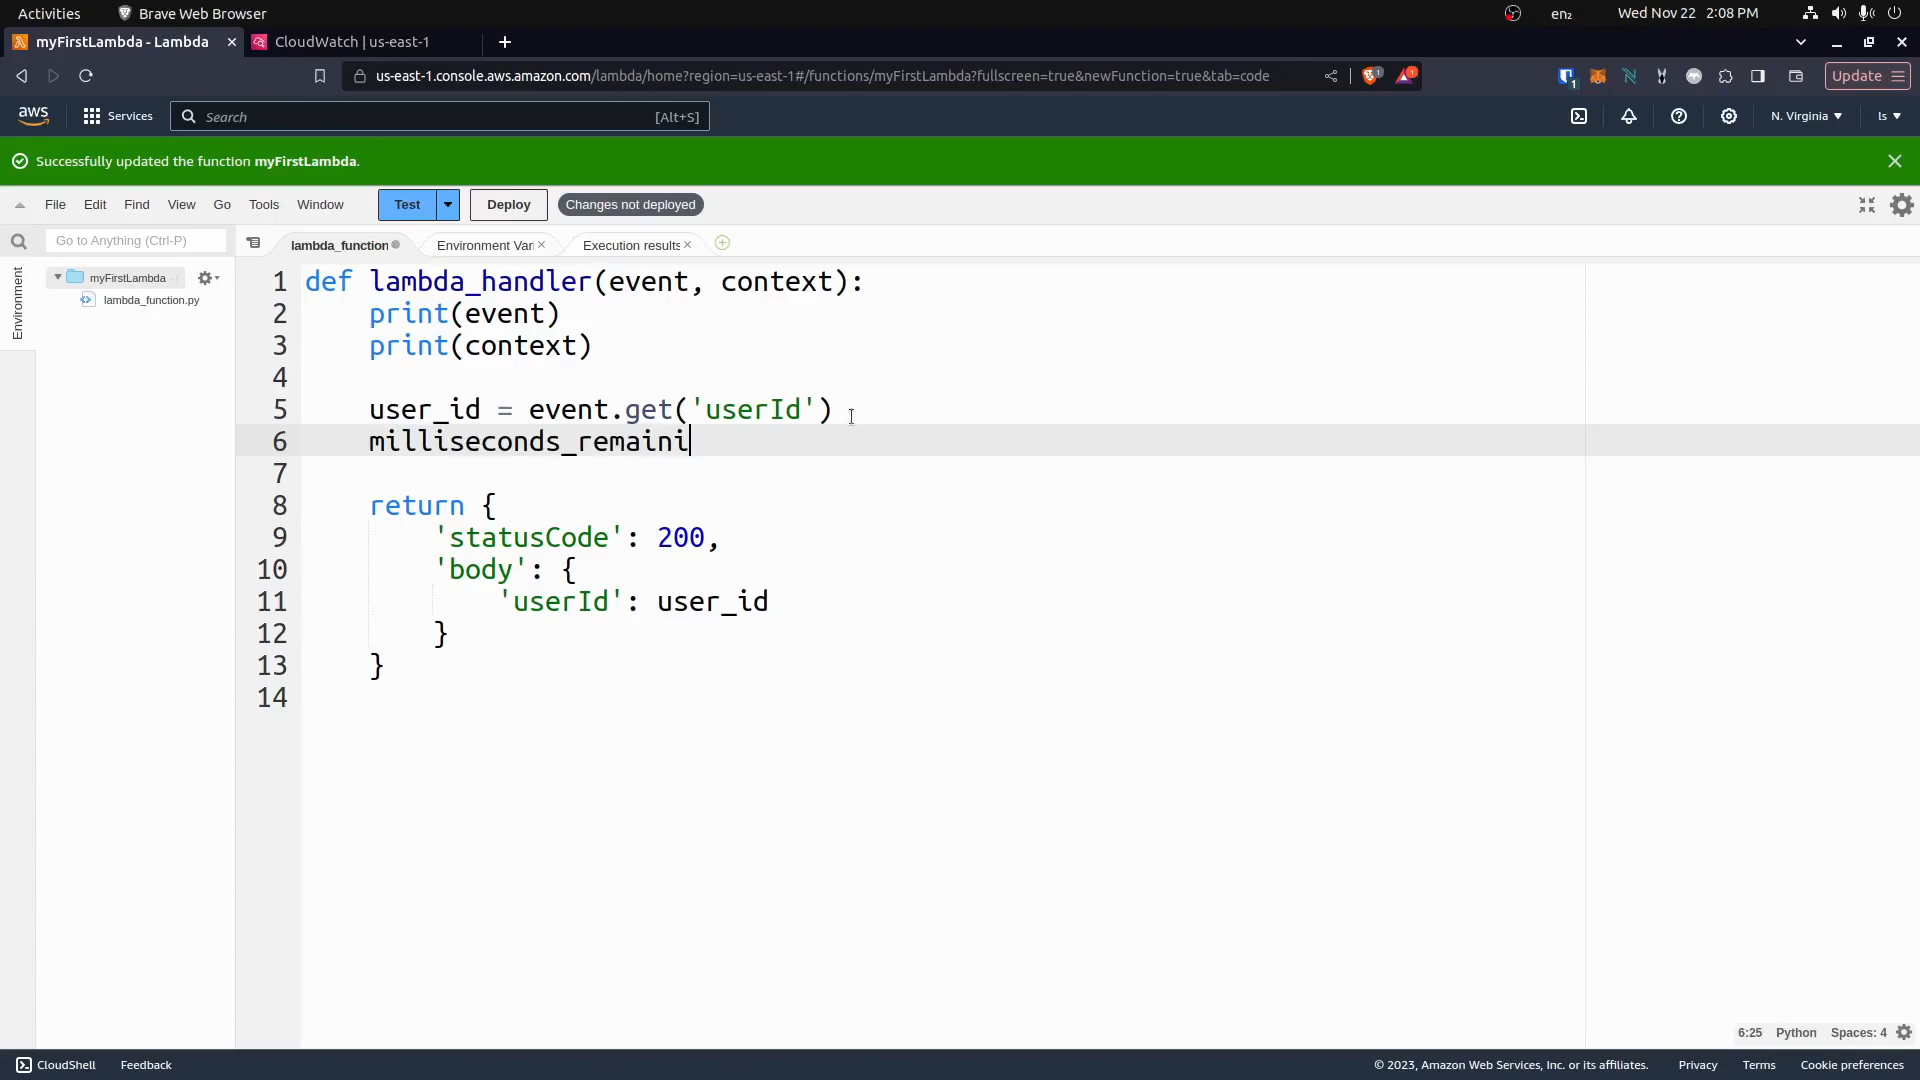 Activities Brave Web Browser en₂ Wed Nov 22 2:08 PM
myFirstLambda - Lambda CloudWatch | us-east-1
us-east-1.console.aws.amazon.com/lambda/home?region=us-east-1#/functions/myFirstLambda?fullscreen=true&newFunction=true&tab=code 1 1 1 Update
aws Services Search [Alt+S] N. Virginia ls
Successfully updated the function myFirstLambda.
File Edit Find View Go Tools Window Test Deploy Changes not deployed
Go to Anything (Ctrl-P) lambda_function Environment Var Execution results
Environment
myFirstLambda
lambda_function.py
1 def lambda_handler(event, context):
2 print(event)
3 print(context)
4
5 user_id = event.get('userId')
6 milliseconds_remaini
7
8 return {
9 'statusCode': 200,
10 'body': {
11 'userId': user_id
12 }
13 }
14
6:25 Python Spaces: 4
CloudShell Feedback © 2023, Amazon Web Services, Inc. or its affiliates. Privacy Terms Cookie preferences